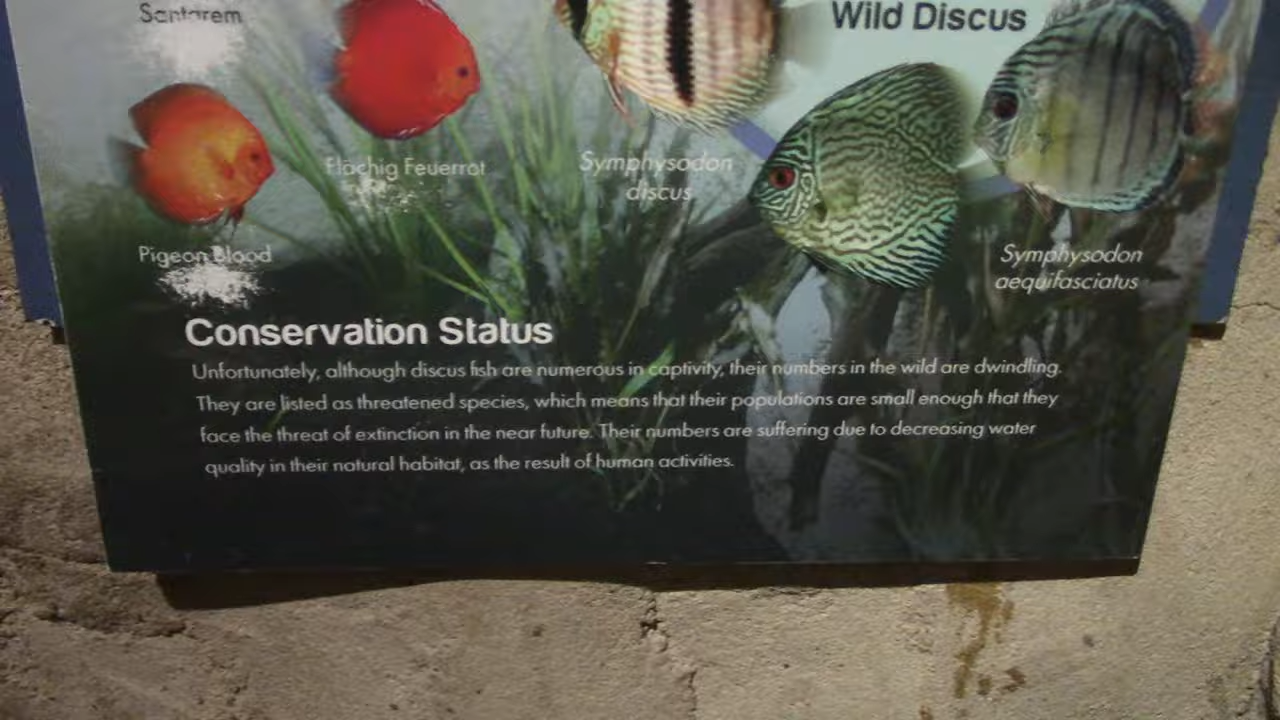 Santarem
Wild Discus
Flächig Feuerrot
Symphysodon
discus
Pigeon Blood
Symphysodon
aequifasciatus
Conservation Status
Unfortunately, although discus fish are numerous in captivity, their numbers in the wild are dwindling.
They are listed as threatened species, which means that their populations are small enough that they
face the threat of extinction in the near future. Their numbers are suffering due to decreasing water
quality in their natural habitat, as the result of human activities.